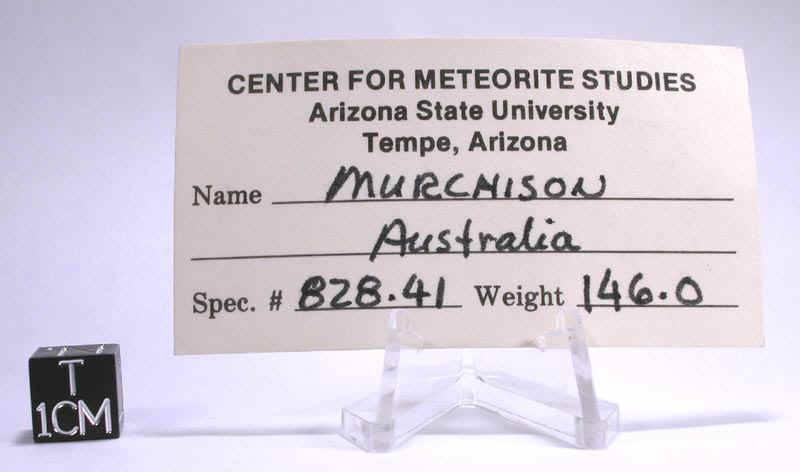 CENTER FOR METEORITE STUDIES
Arizona State University
Tempe, Arizona
Name MURCHISON
Australia
Spec. # 828.41 Weight 146.0
T
1CM